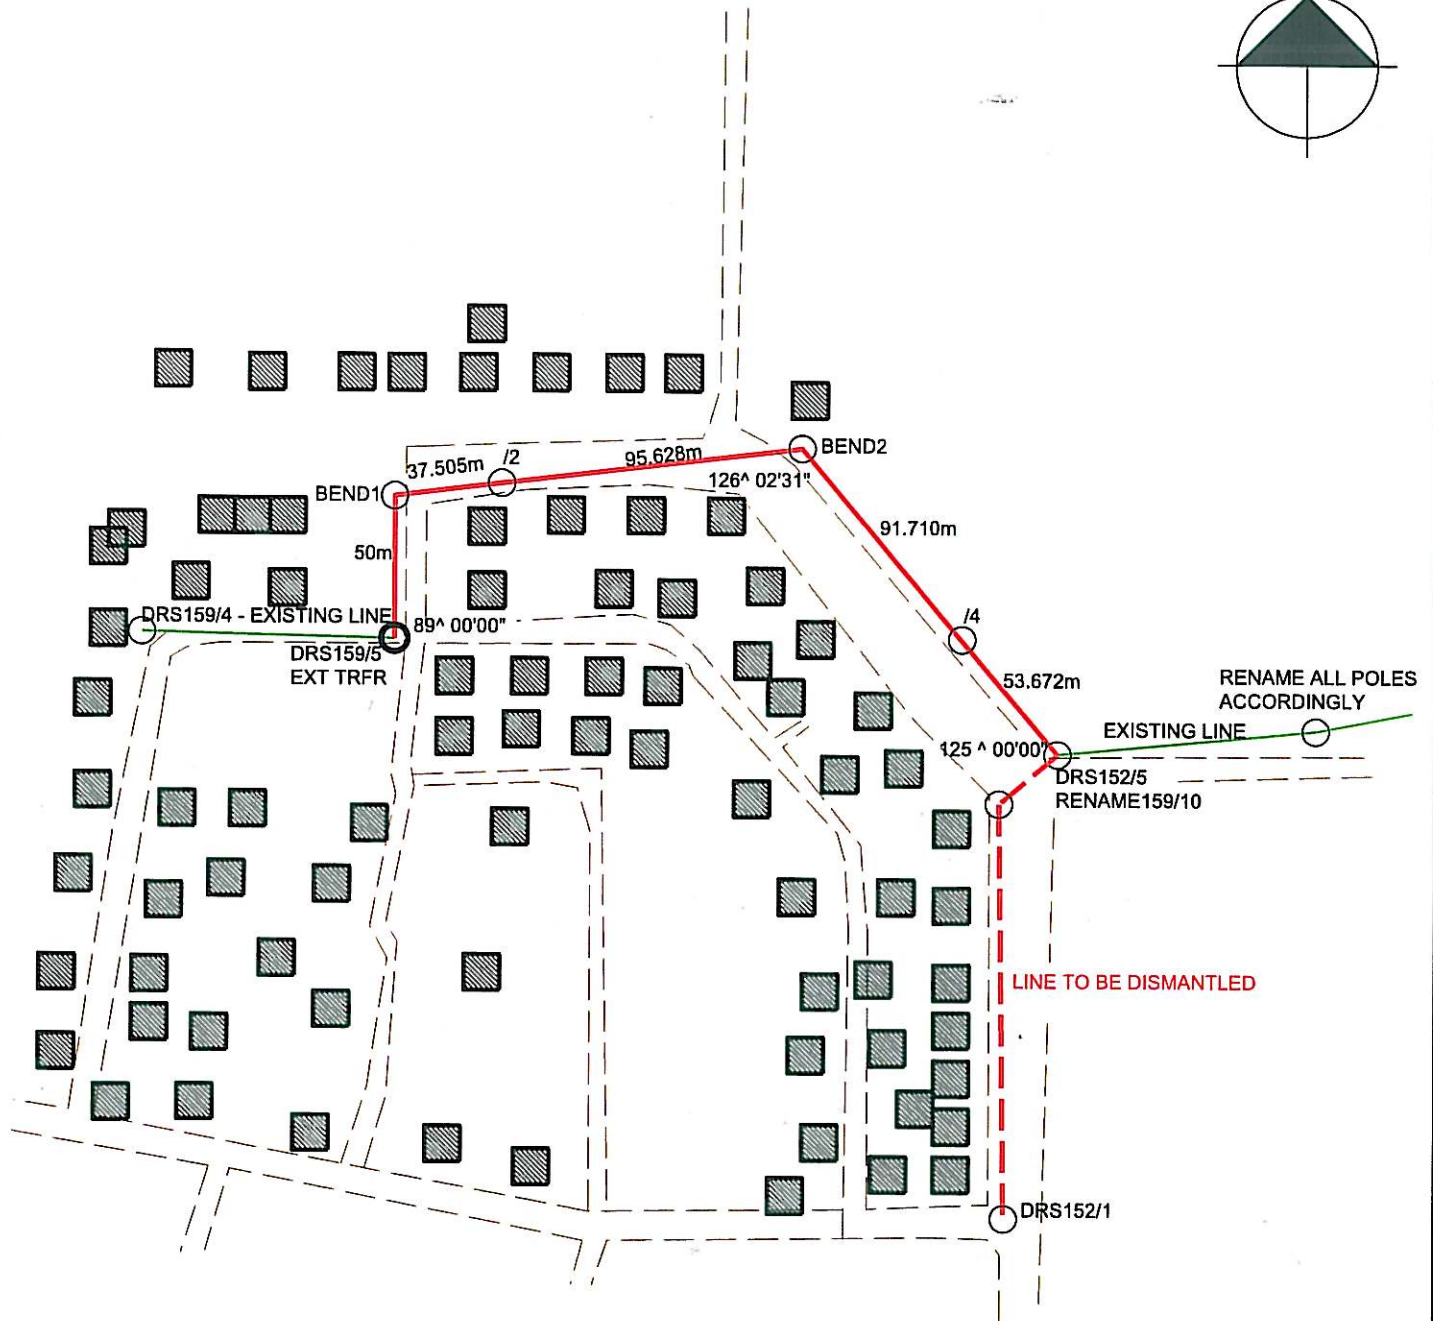 /2
37.505m
95.628m
BEND2
BEND1
126^ 02'31"
91.710m
50m
DRS159/4 - EXISTING LINE
89^ 00'00"
/4
DRS159/5
EXT TRFR
53.672m
RENAME ALL POLES
ACCORDINGLY
EXISTING LINE
125 ^ 00'00"
DRS152/5
RENAME159/10
LINE TO BE DISMANTLED
DRS152/1